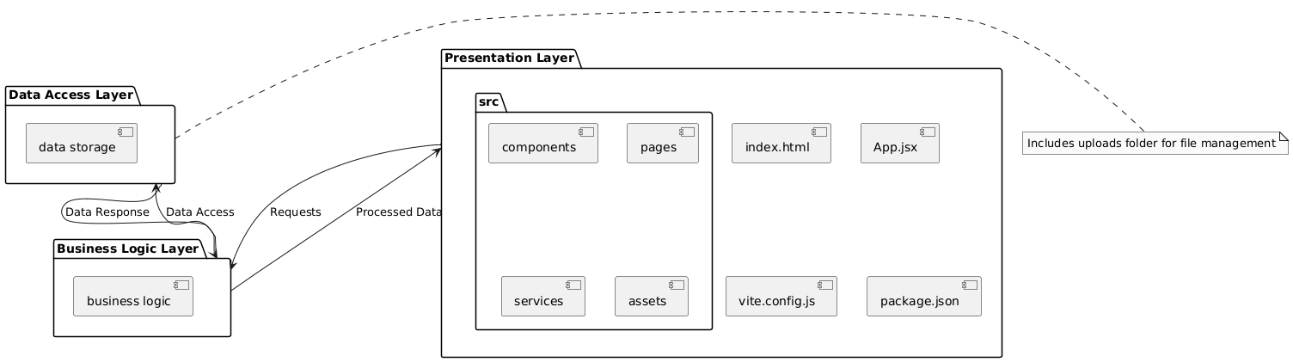 Presentation Layer
Data Access Layer
src
data storage
components
pages
index.html
App.jsx
Includes uploads folder for file management
Data Response
Data Access
Requests
Processed Data
Business Logic Layer
business logic
services
assets
vite.config.js
package.json